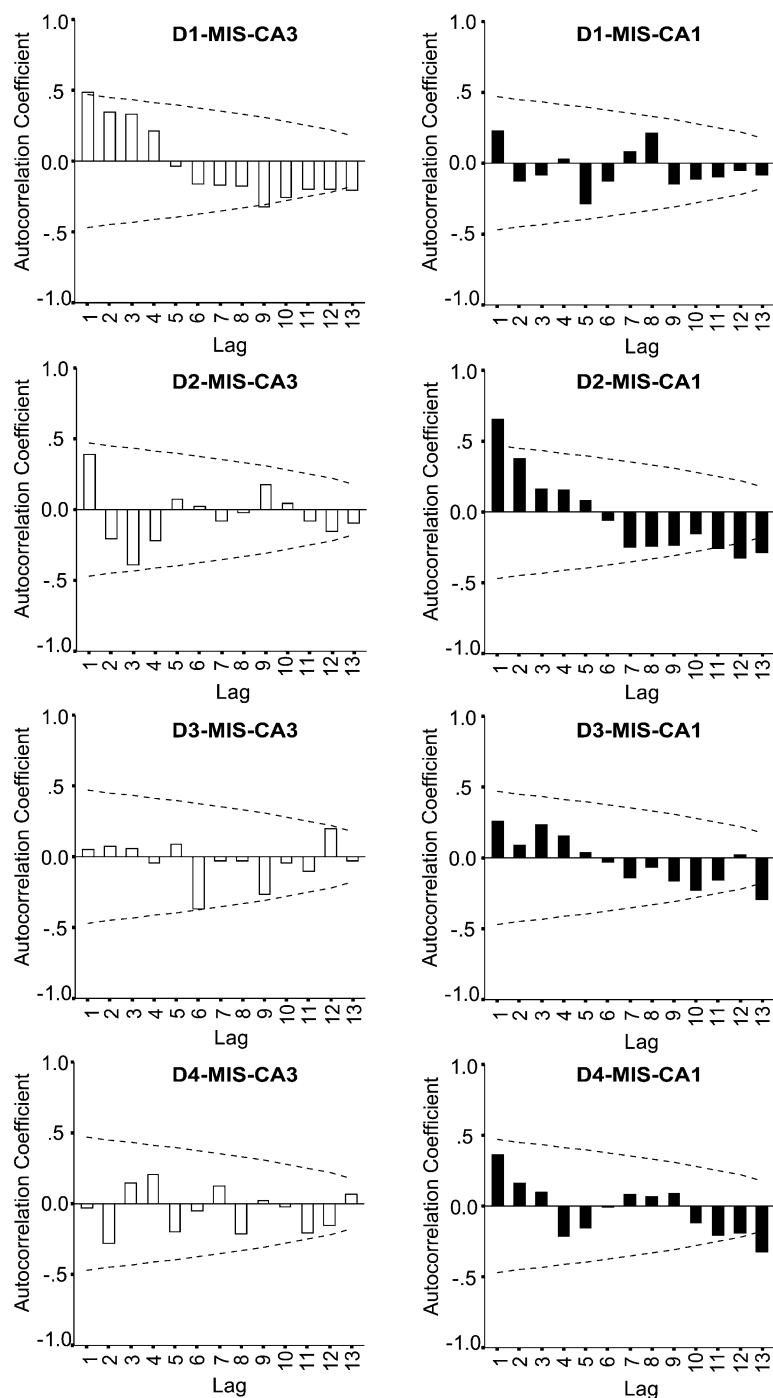 D1-MIS-CA3
Autocorrelation Coefficient
1.0
.5
0.0
-.5
-1.0
1 2 3 4 5 6 7 8 9 10 11 12 13
Lag
D1-MIS-CA1
Autocorrelation Coefficient
1.0
.5
0.0
-.5
-1.0
1 2 3 4 5 6 7 8 9 10 11 12 13
Lag
D2-MIS-CA3
Autocorrelation Coefficient
1.0
.5
0.0
-.5
-1.0
1 2 3 4 5 6 7 8 9 10 11 12 13
Lag
D2-MIS-CA1
Autocorrelation Coefficient
1.0
.5
0.0
-.5
-1.0
1 2 3 4 5 6 7 8 9 10 11 12 13
Lag
D3-MIS-CA3
Autocorrelation Coefficient
1.0
.5
0.0
-.5
-1.0
1 2 3 4 5 6 7 8 9 10 11 12 13
Lag
D3-MIS-CA1
Autocorrelation Coefficient
1.0
.5
0.0
-.5
-1.0
1 2 3 4 5 6 7 8 9 10 11 12 13
Lag
D4-MIS-CA3
Autocorrelation Coefficient
1.0
.5
0.0
-.5
-1.0
1 2 3 4 5 6 7 8 9 10 11 12 13
Lag
D4-MIS-CA1
Autocorrelation Coefficient
1.0
.5
0.0
-.5
-1.0
1 2 3 4 5 6 7 8 9 10 11 12 13
Lag